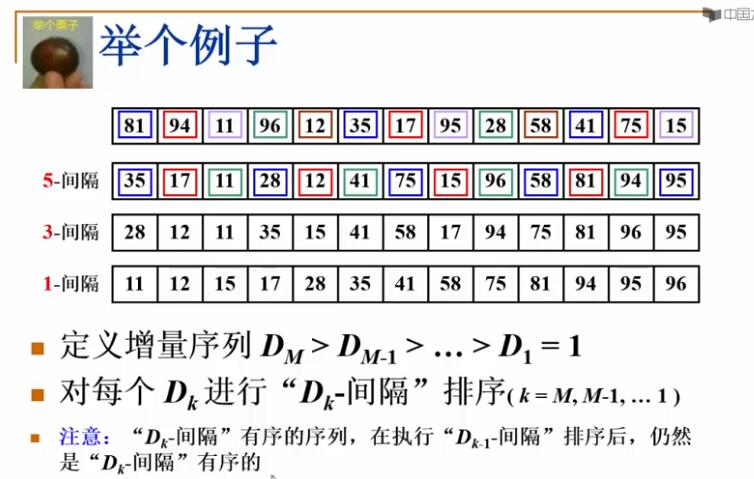 举个栗子
举个例子
中国
81 94 11 96 12 35 17 95 28 58 41 75 15
5-间隔 35 17 11 28 12 41 75 15 96 58 81 94 95
3-间隔 28 12 11 35 15 41 58 17 94 75 81 96 95
1-间隔 11 12 15 17 28 35 41 58 75 81 94 95 96
定义增量序列 D_M > D_{M-1} > … > D_1 = 1
对每个 D_k 进行“D_k-间隔”排序( k = M, M-1, … 1 )
注意：“D_k-间隔”有序的序列，在执行“D_{k-1}-间隔”排序后，仍然
是“D_k-间隔”有序的